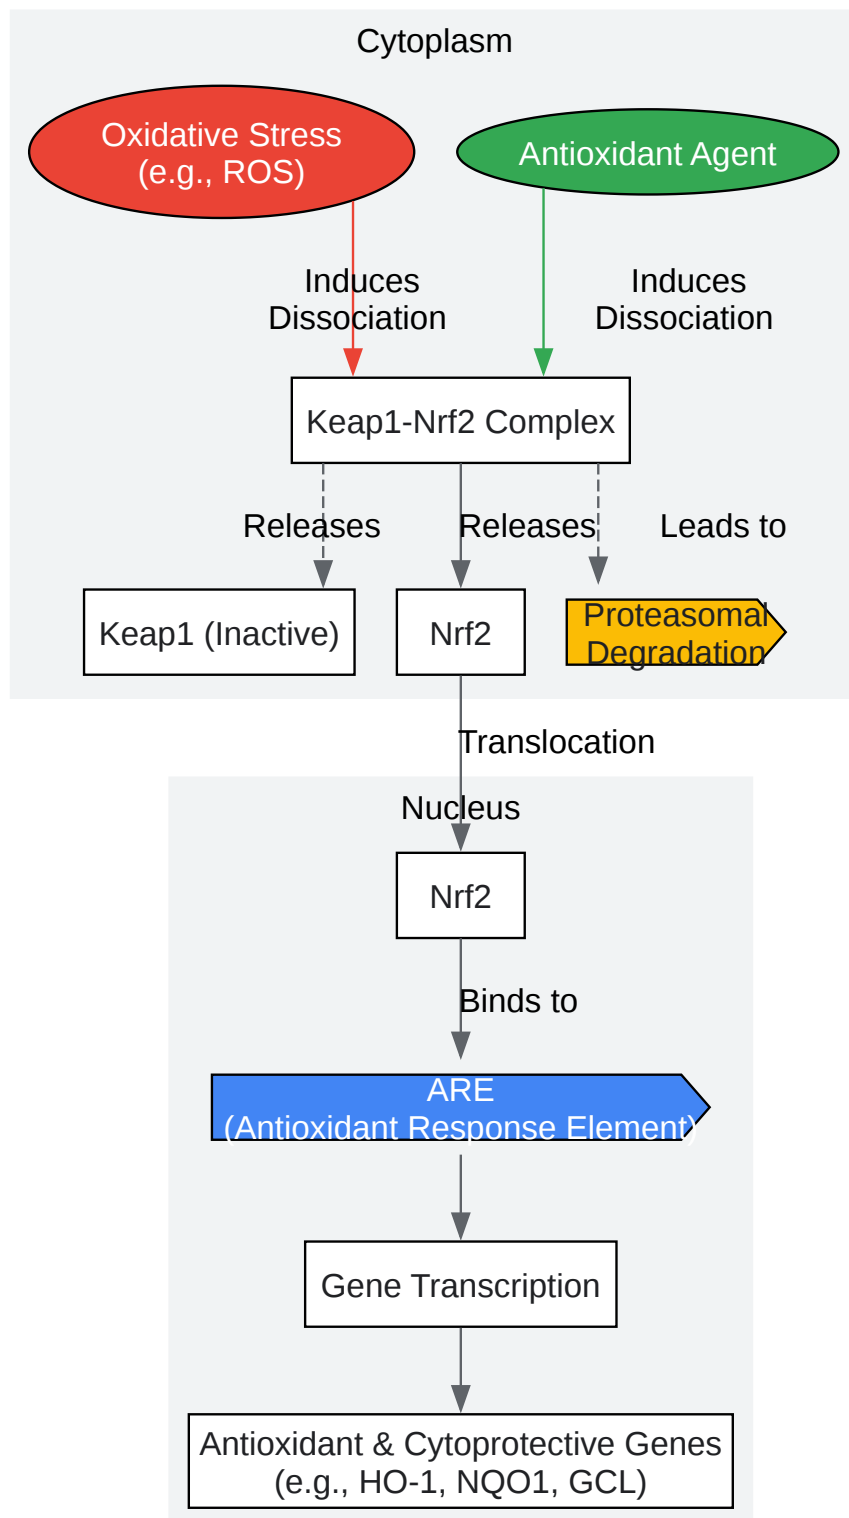 Cytoplasm
Oxidative Stress
(e.g., ROS)
Antioxidant Agent
Induces
Dissociation
Induces
Dissociation
Keap1-Nrf2 Complex
Releases
Releases
Leads to
Keap1 (Inactive)
Nrf2
Proteasomal
Degradation
Translocation
Nucleus
Nrf2
Binds to
ARE
(Antioxidant Response Element)
Gene Transcription
Antioxidant & Cytoprotective Genes
(e.g., HO-1, NQO1, GCL)